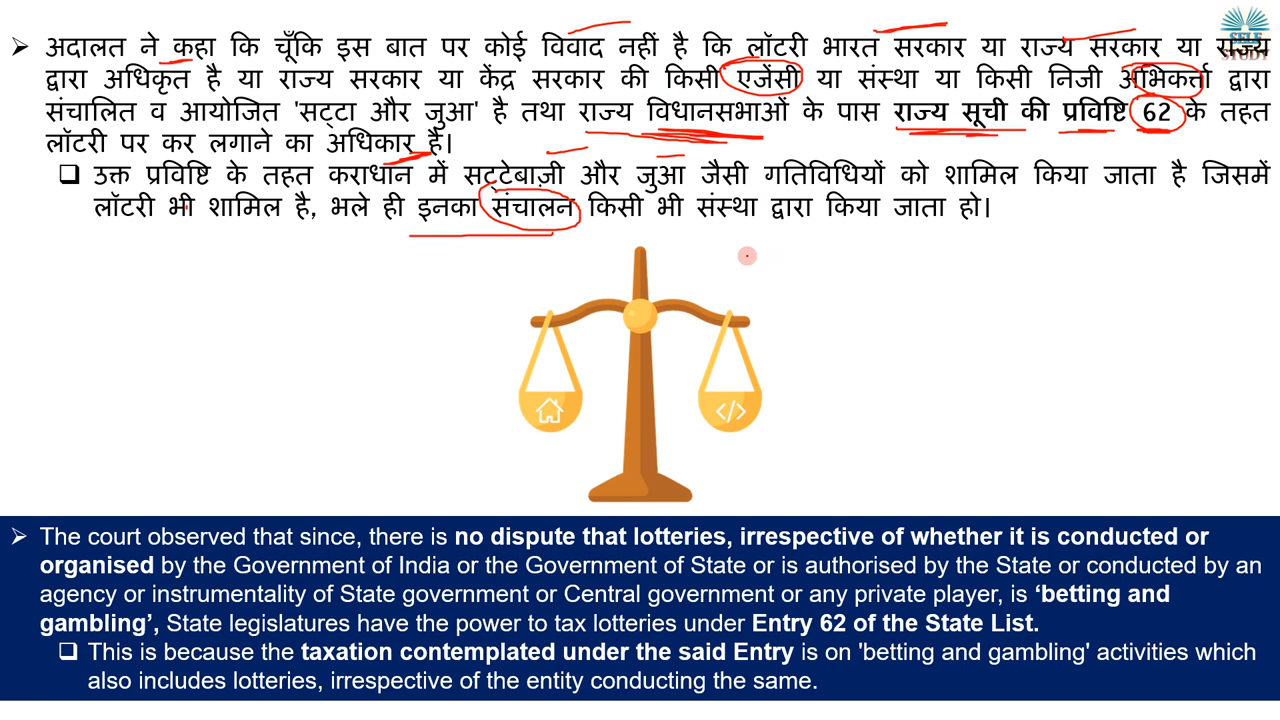 ➢ अदालत ने कहा कि चूँकि इस बात पर कोई विवाद नहीं है कि लॉटरी भारत सरकार या राज्य सरकार या राज्य
SELF
STUDY
द्वारा अधिकृत है या राज्य सरकार या केंद्र सरकार की किसी एजेंसी या संस्था या किसी निजी अभिकर्त्ता द्वारा
संचालित व आयोजित 'सट्टा और जुआ' है तथा राज्य विधानसभाओं के पास राज्य सूची की प्रविष्टि 62 के तहत
लॉटरी पर कर लगाने का अधिकार है।
❑ उक्त प्रविष्टि के तहत कराधान में सट्टेबाज़ी और जुआ जैसी गतिविधियों को शामिल किया जाता है जिसमें
लॉटरी भी शामिल है, भले ही इनका संचालन किसी भी संस्था द्वारा किया जाता हो।
</>
➢ The court observed that since, there is no dispute that lotteries, irrespective of whether it is conducted or
organised by the Government of India or the Government of State or is authorised by the State or conducted by an
agency or instrumentality of State government or Central government or any private player, is ‘betting and
gambling’, State legislatures have the power to tax lotteries under Entry 62 of the State List.
❑ This is because the taxation contemplated under the said Entry is on 'betting and gambling' activities which
also includes lotteries, irrespective of the entity conducting the same.